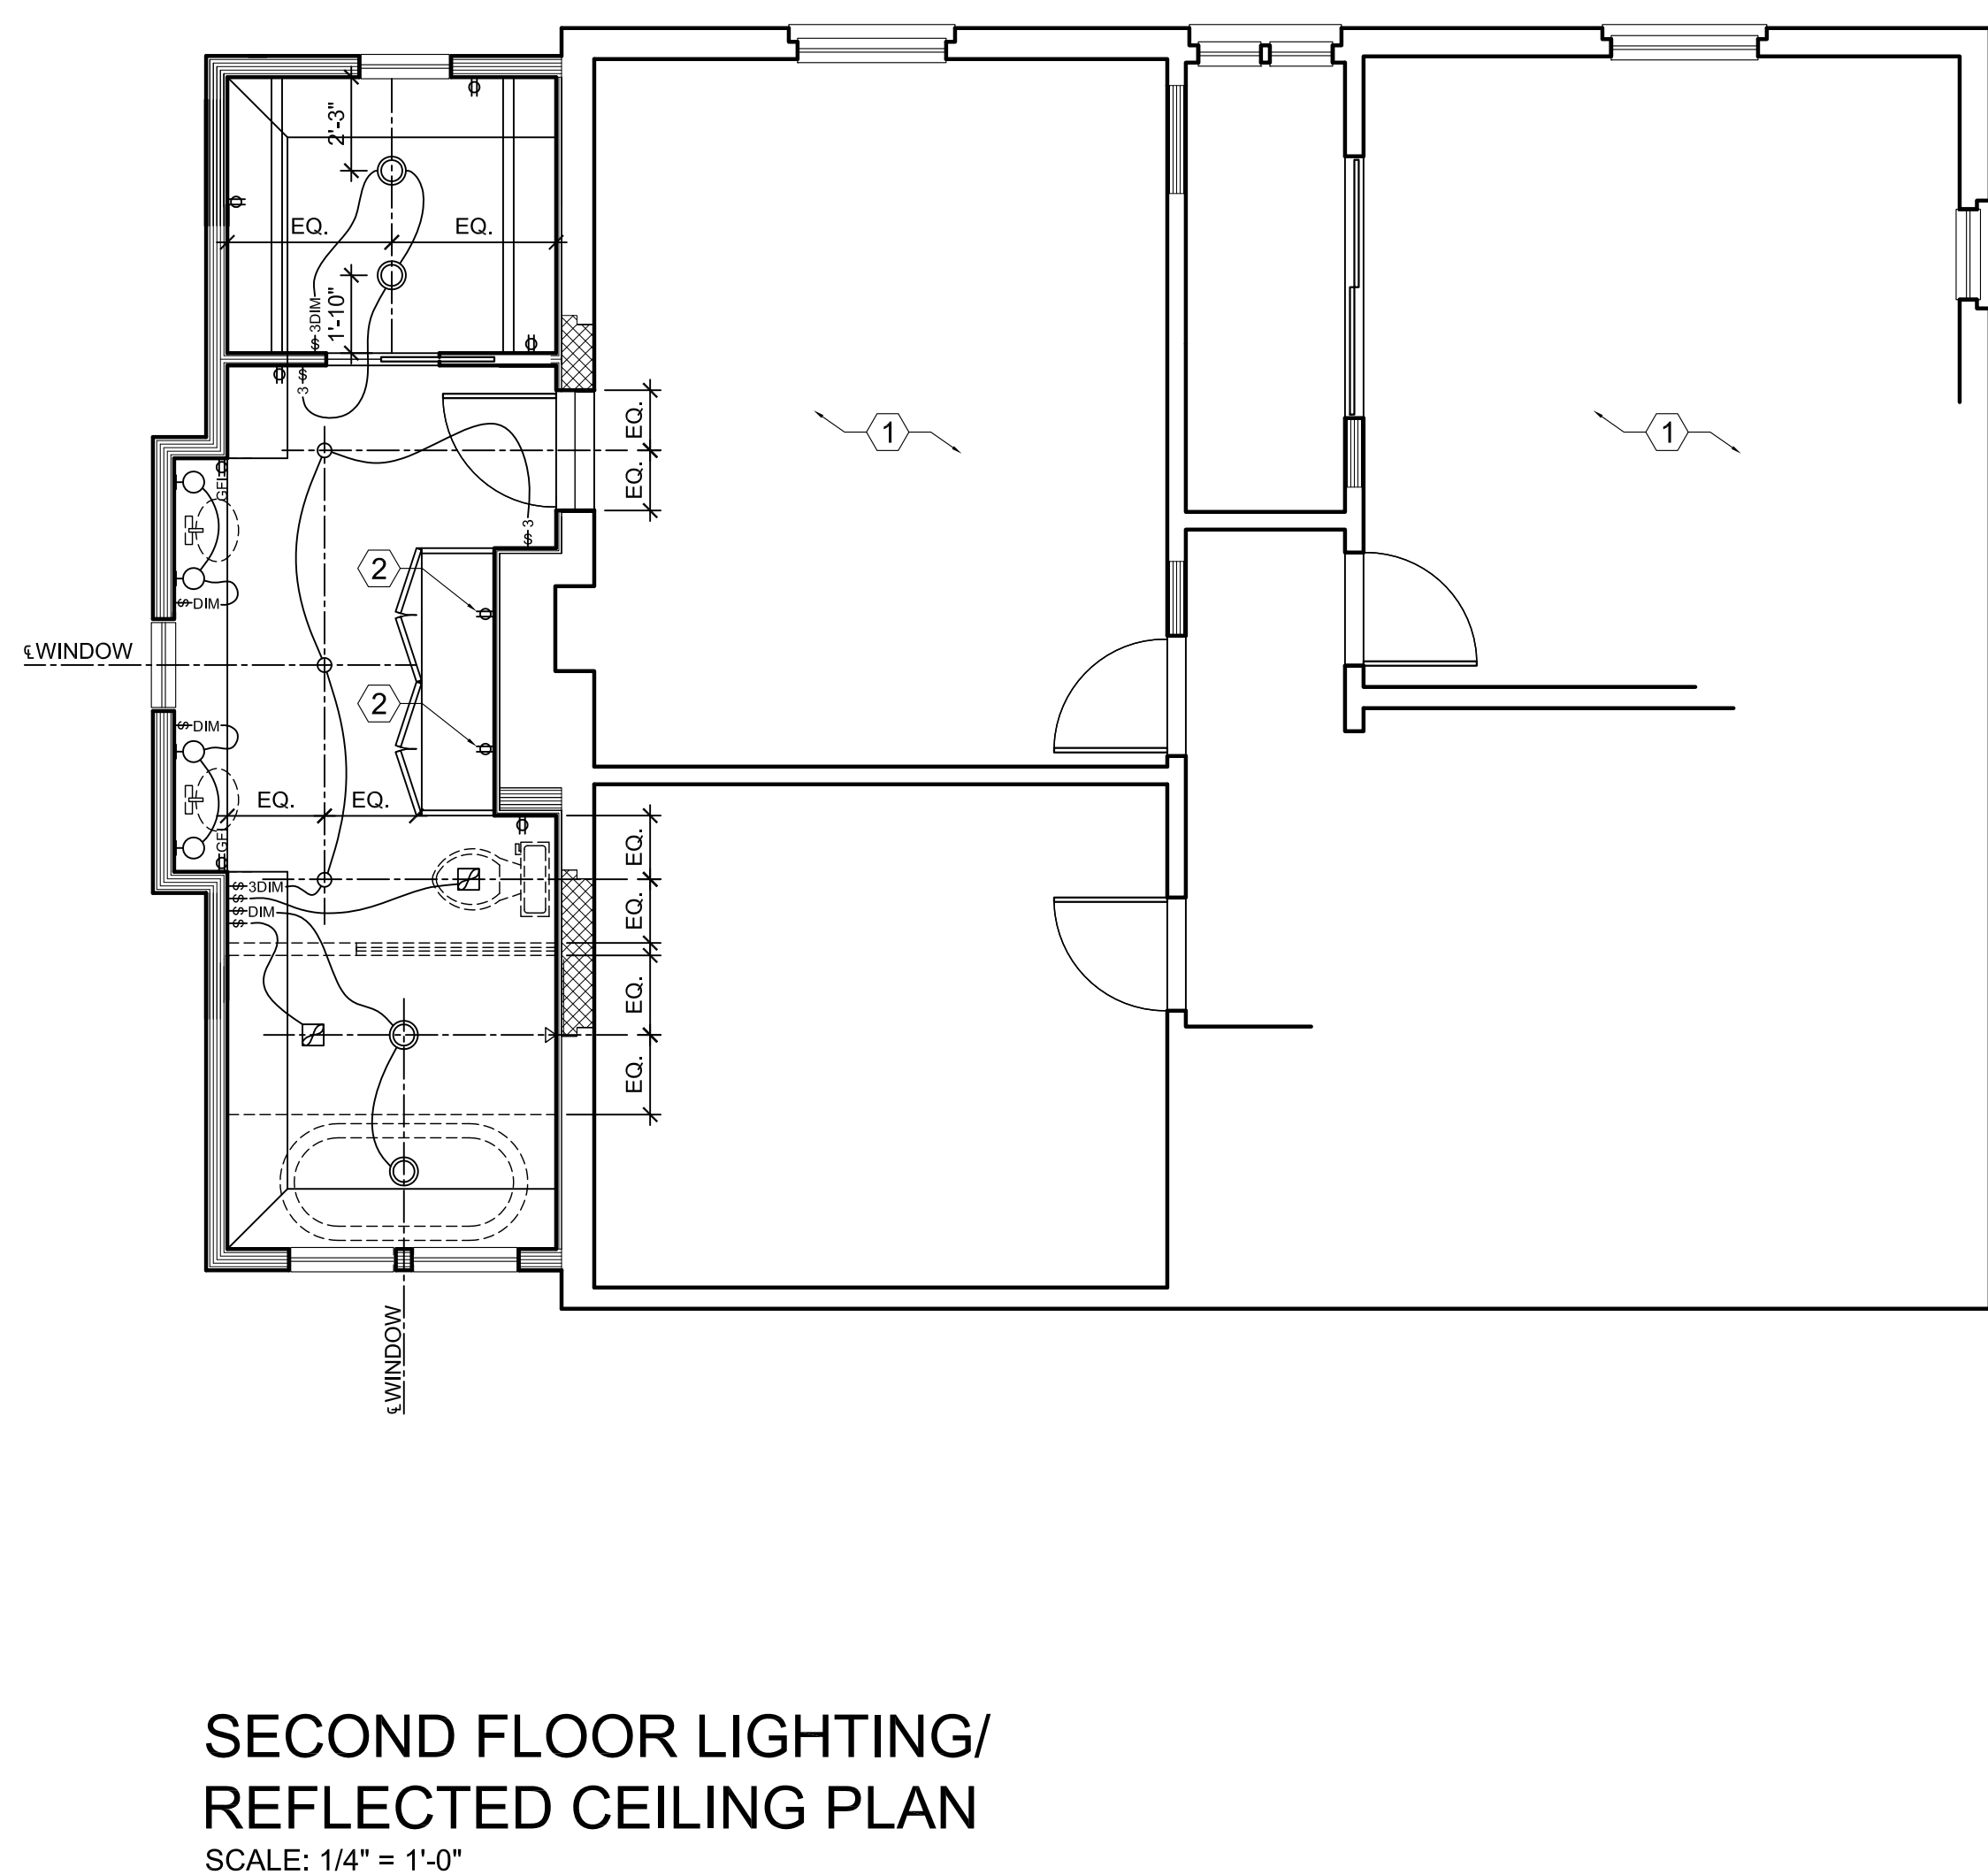 2'-3"
EQ. EQ.
$ 3DIM
1'-10"
$ 3
EQ.
EQ.
1
1
GFI
$ 3
2
$ DIM
℄ WINDOW
2
$ DIM
EQ. EQ.
GFI
EQ.
EQ.
$ 3DIM
$
$ DIM
$
EQ.
EQ.
℄ WINDOW
SECOND FLOOR LIGHTING/
REFLECTED CEILING PLAN
SCALE: 1/4" = 1'-0"